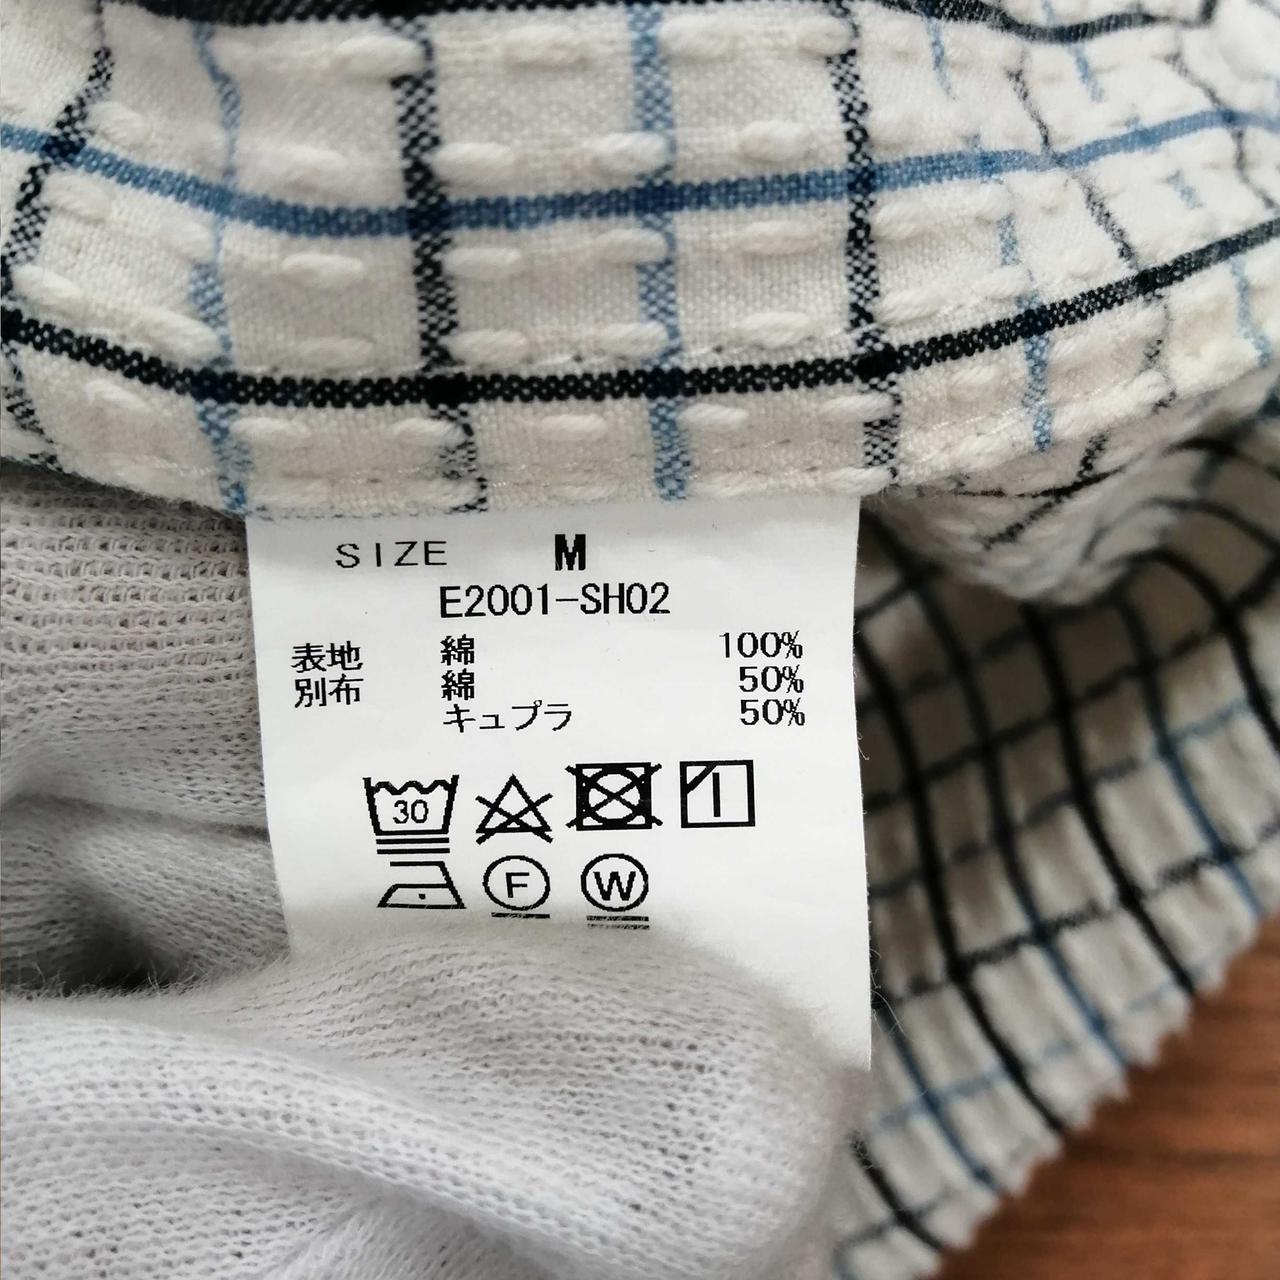 SIZE M
E2001-SH02
表地 綿 100%
別布 綿 50%
キュプラ 50%
30
F W